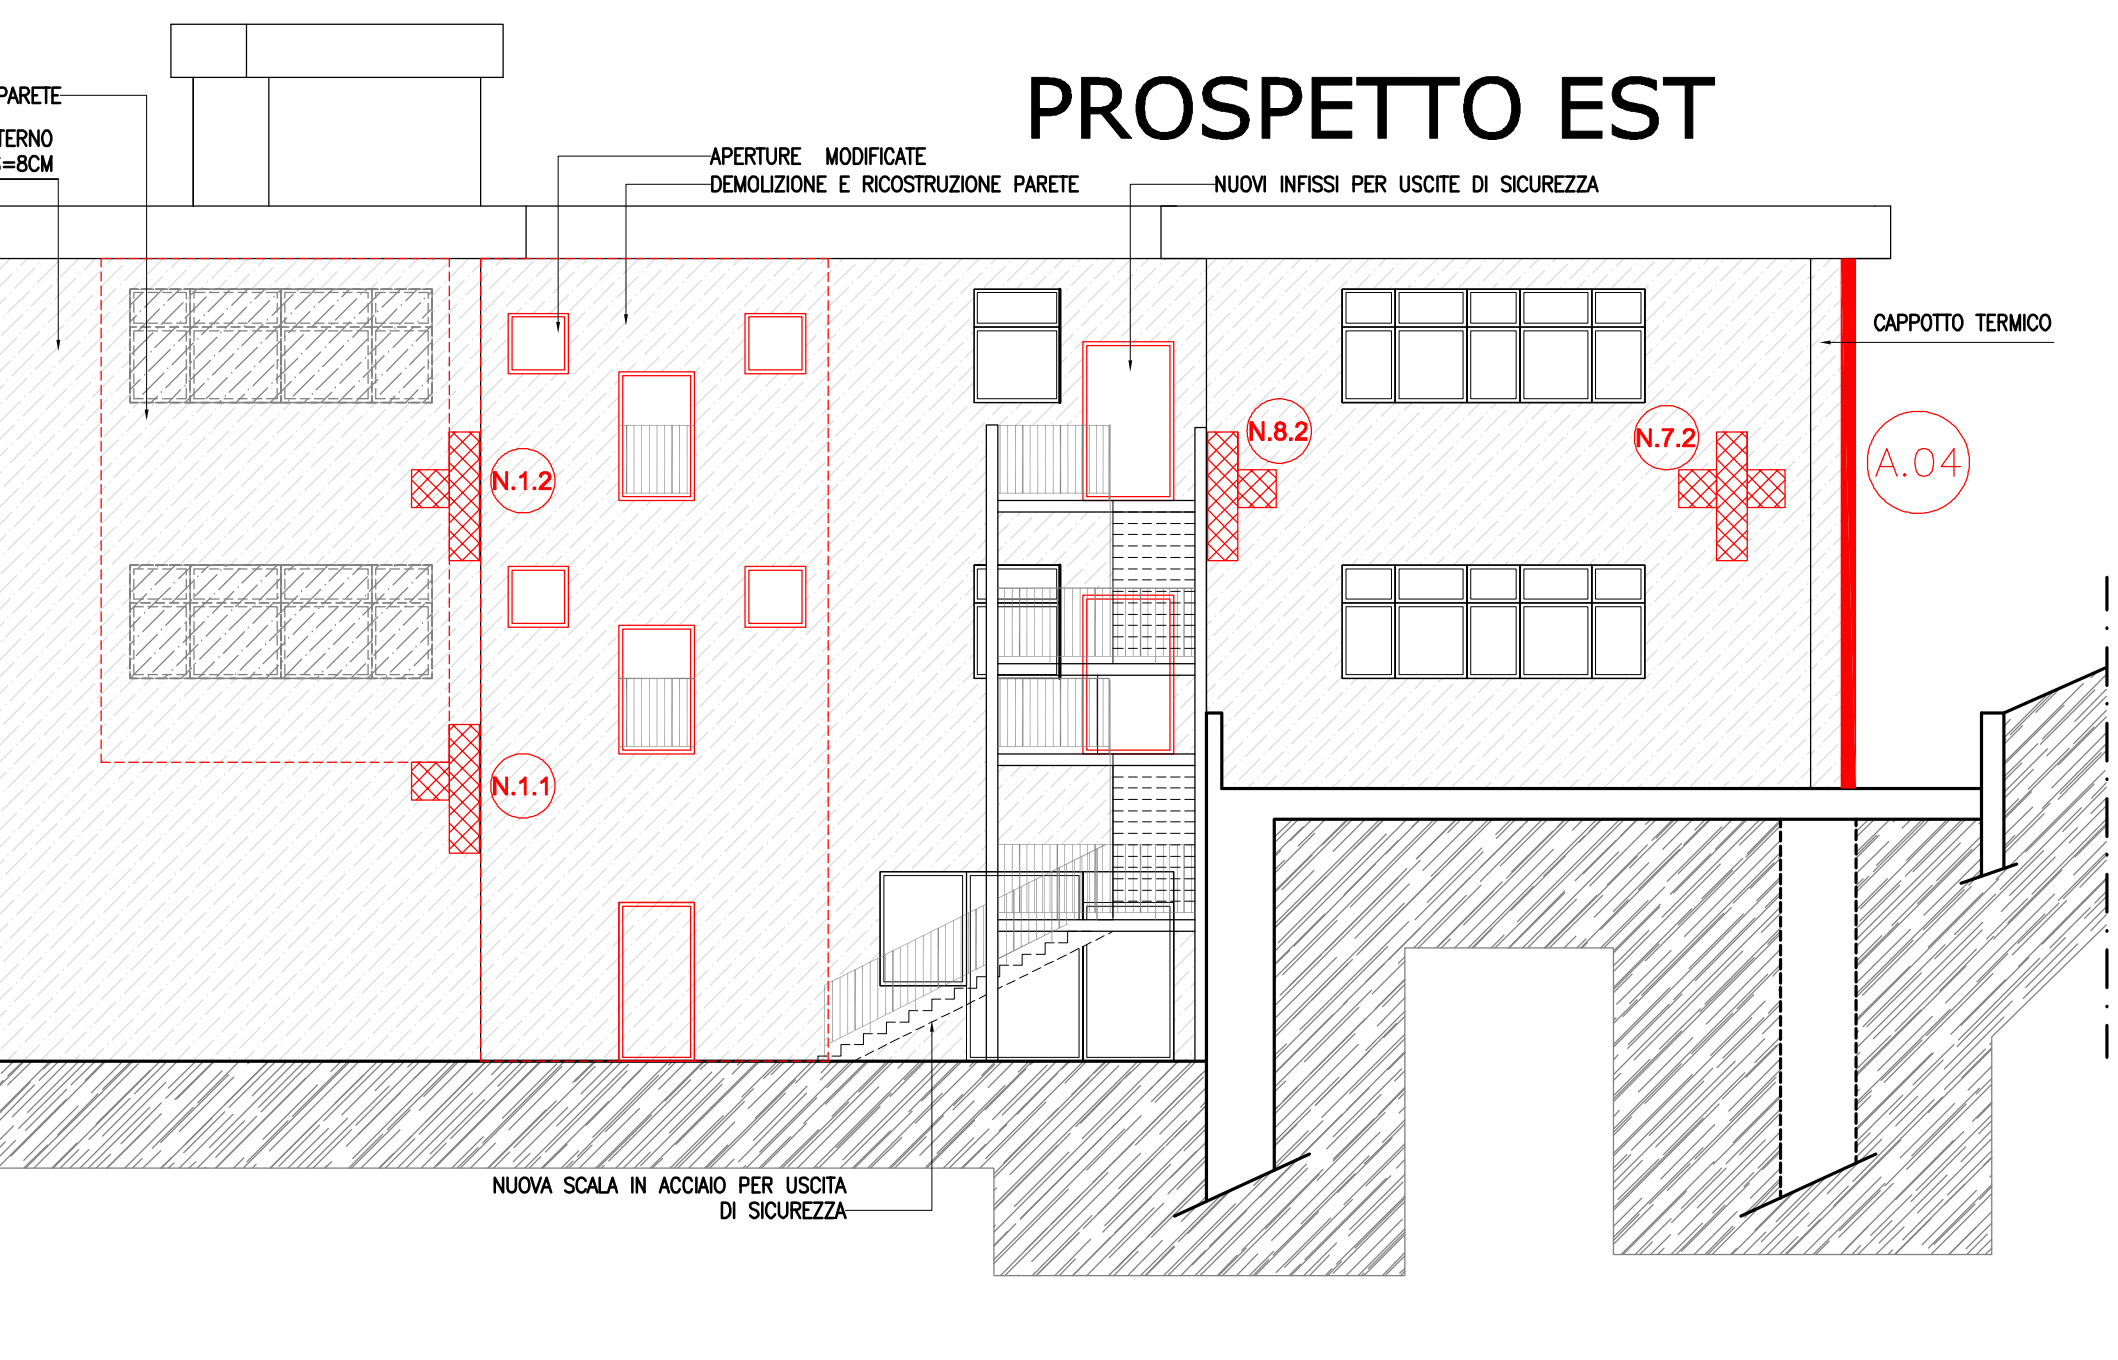 PROSPETTO EST
PARETE
=8CM
APERTURE MODIFICATE
DEMOLIZIONE E RICOSTRUZIONE PARETE
NUOVI INFISSI PER USCITE DI SICUREZZA
CAPPOTTO TERMICO
N.1.2
N.8.2
N.7.2
A.04
N.1.1
NUOVA SCALA IN ACCIAIO PER USCITA
DI SICUREZZA